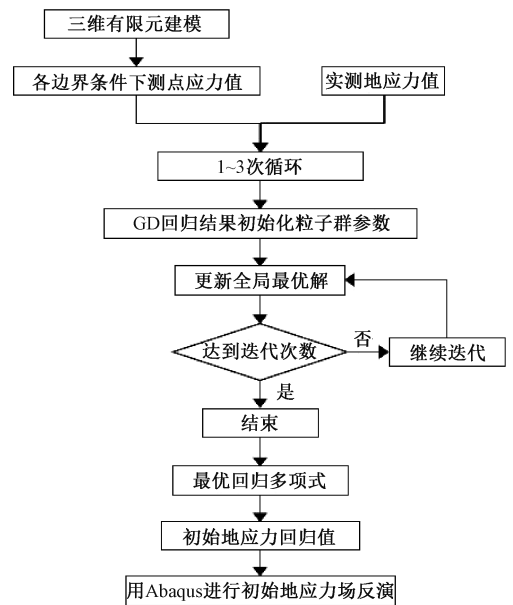 三维有限元建模
各边界条件下测点应力值
实测地应力值
1~3次循环
GD回归结果初始化粒子群参数
更新全局最优解
达到迭代次数
否
继续迭代
是
结束
最优回归多项式
初始地应力回归值
用Abaqus进行初始地应力场反演